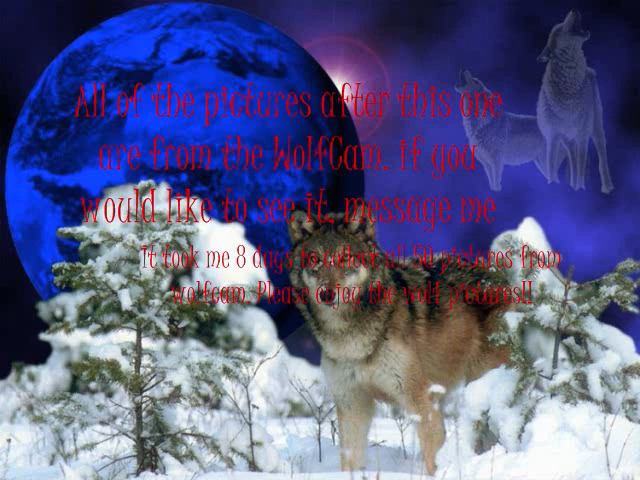 All of the pictures after this one
are from the WolfCam. If you
would like to see it, message me
It took me 8 days to collect all 50 pictures from
wolfcam. Please enjoy the wolf pictures!!